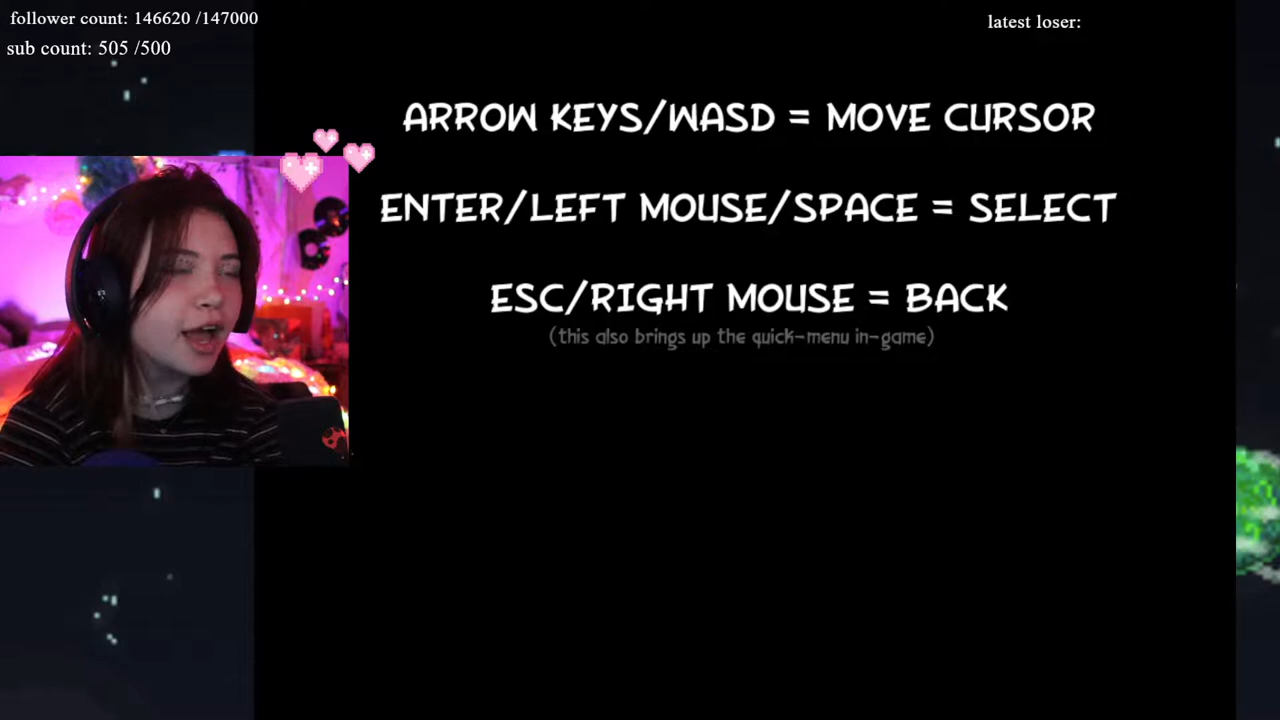 follower count: 146620 /147000
sub count: 505 /500
latest loser:
ARROW KEYS/WASD = MOVE CURSOR
ENTER/LEFT MOUSE/SPACE = SELECT
ESC/RIGHT MOUSE = BACK
(this also brings up the quick-menu in-game)